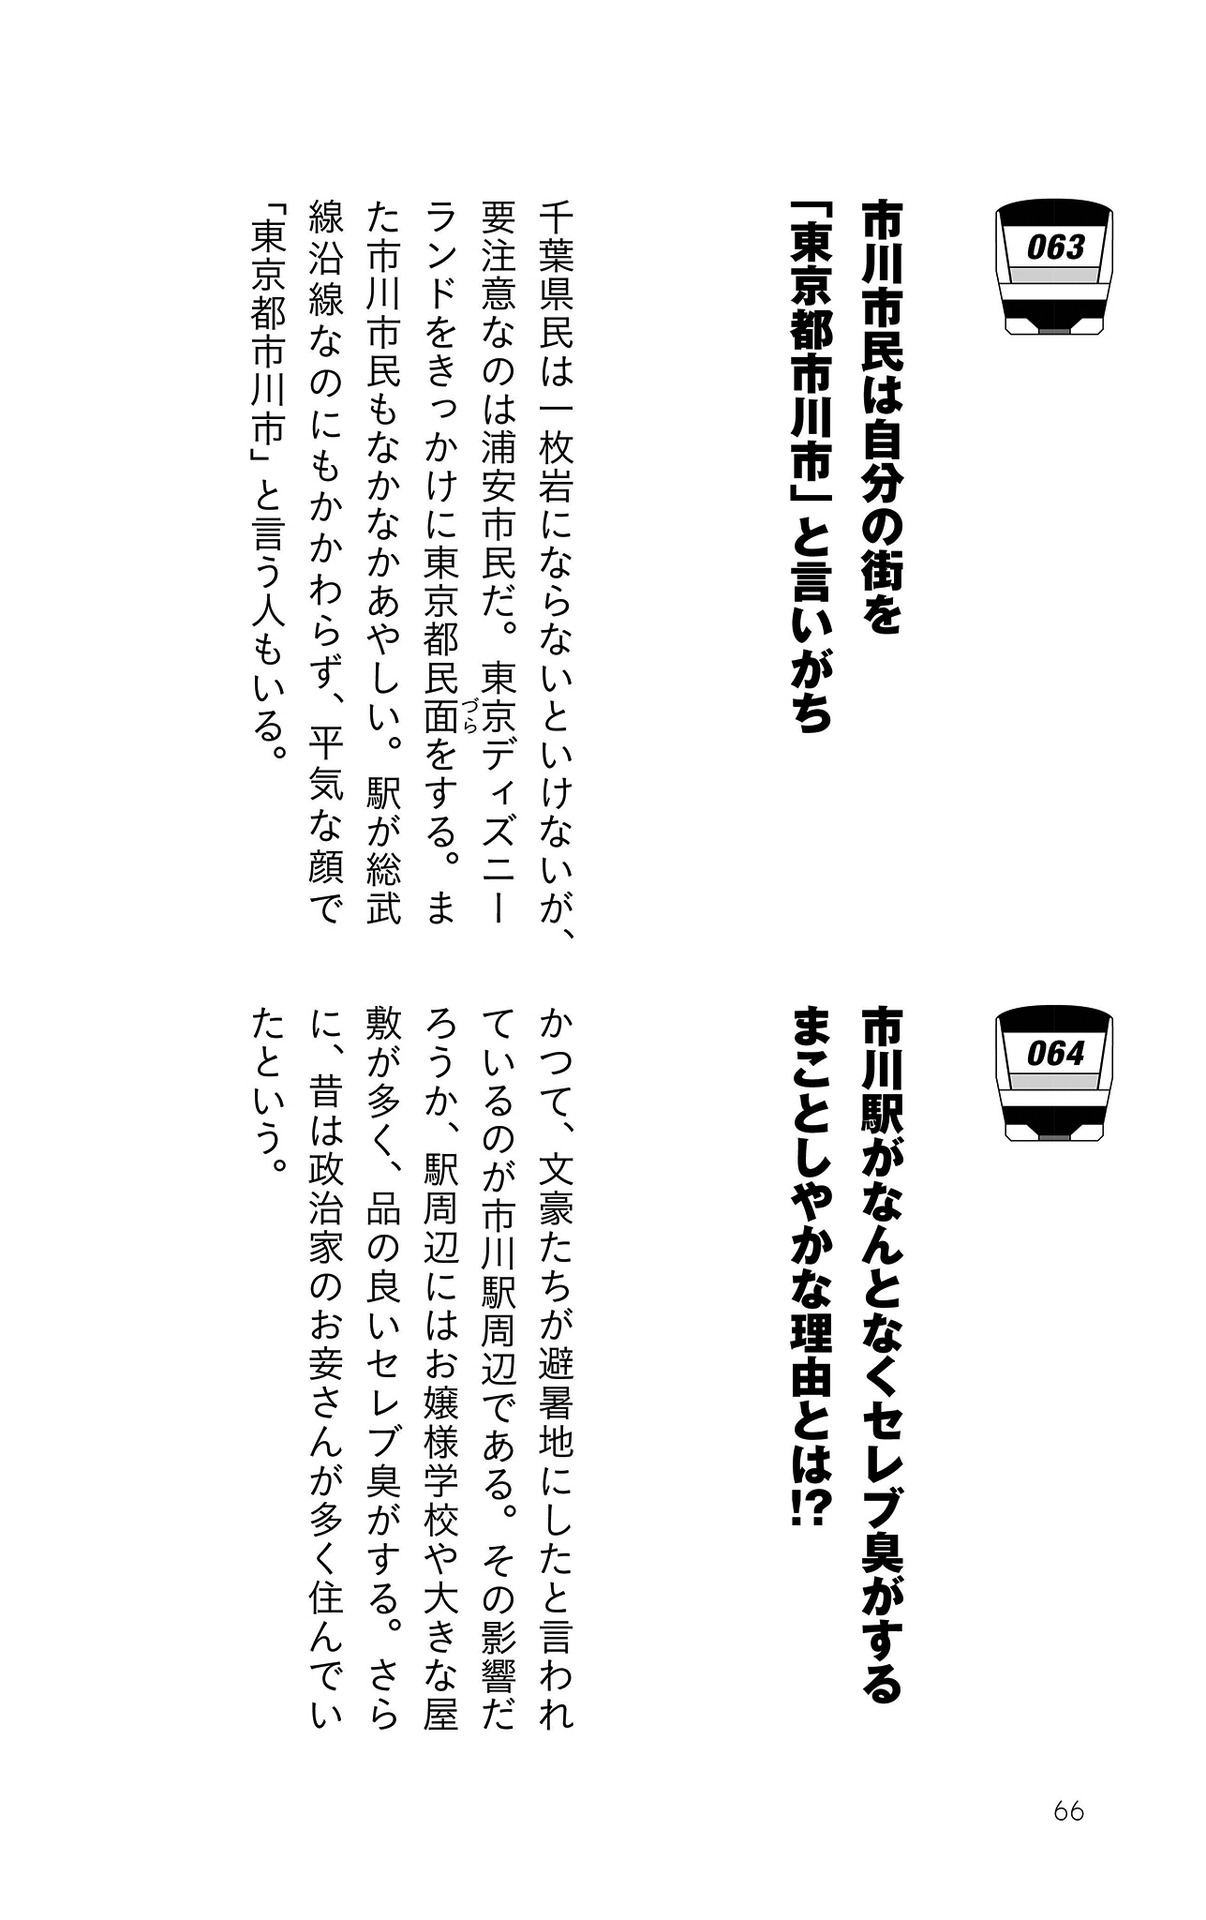 063
市川市民は自分の街を
「東京都市川市」と言いがち
千葉県民は一枚岩にならないといけないが、
要注意なのは浦安市民だ。東京ディズニー
ランドをきっかけに東京都民面をする。ま
づら
た市川市民もなかなかあやしい。駅が総武
線沿線なのにもかかわらず、平気な顔で
「東京都市川市」と言う人もいる。
064
市川駅がなんとなくセレブ臭がする
まことしやかな理由とは!?
かつて、文豪たちが避暑地にしたと言われ
ているのが市川駅周辺である。その影響だ
ろうか、駅周辺にはお嬢様学校や大きな屋
敷が多く、品の良いセレブ臭がする。さら
に、昔は政治家のお妾さんが多く住んでい
たという。
66